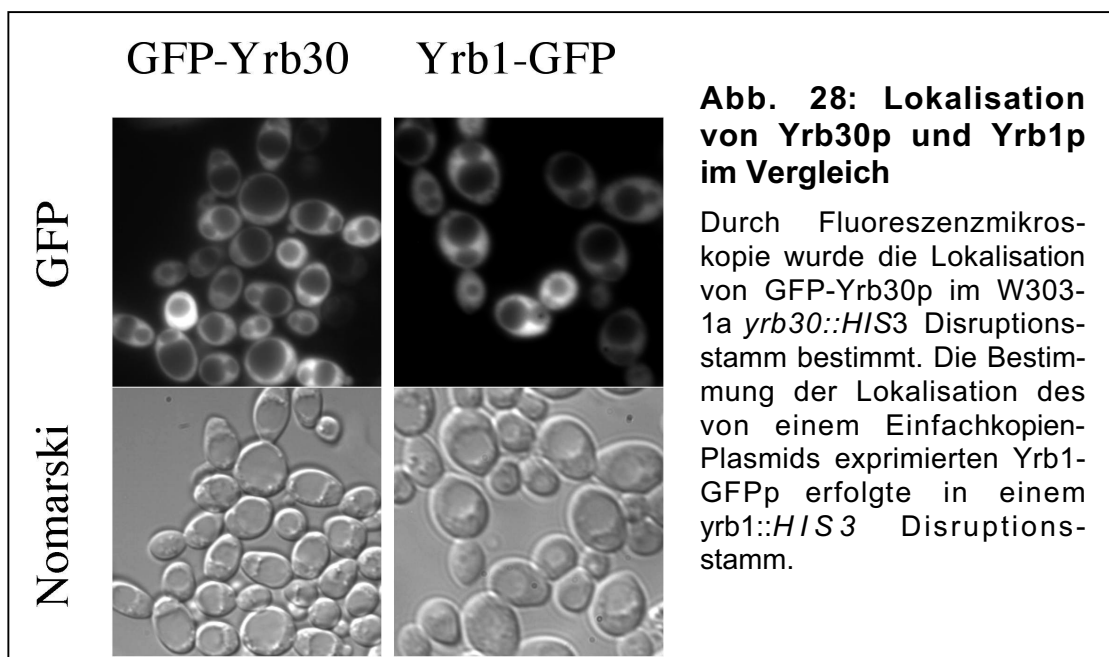 GFP-Yrb30 Yrb1-GFP
GFP
Nomarski
Abb. 28: Lokalisation
von Yrb30p und Yrb1p
im Vergleich
Durch Fluoreszenzmikros-
kopie wurde die Lokalisation
von GFP-Yrb30p im W303-
1a yrb30::HIS3 Disruptions-
stamm bestimmt. Die Bestim-
mung der Lokalisation des
von einem Einfachkopien-
Plasmids exprimierten Yrb1-
GFPp erfolgte in einem
yrb1::HIS3 Disruptions-
stamm.